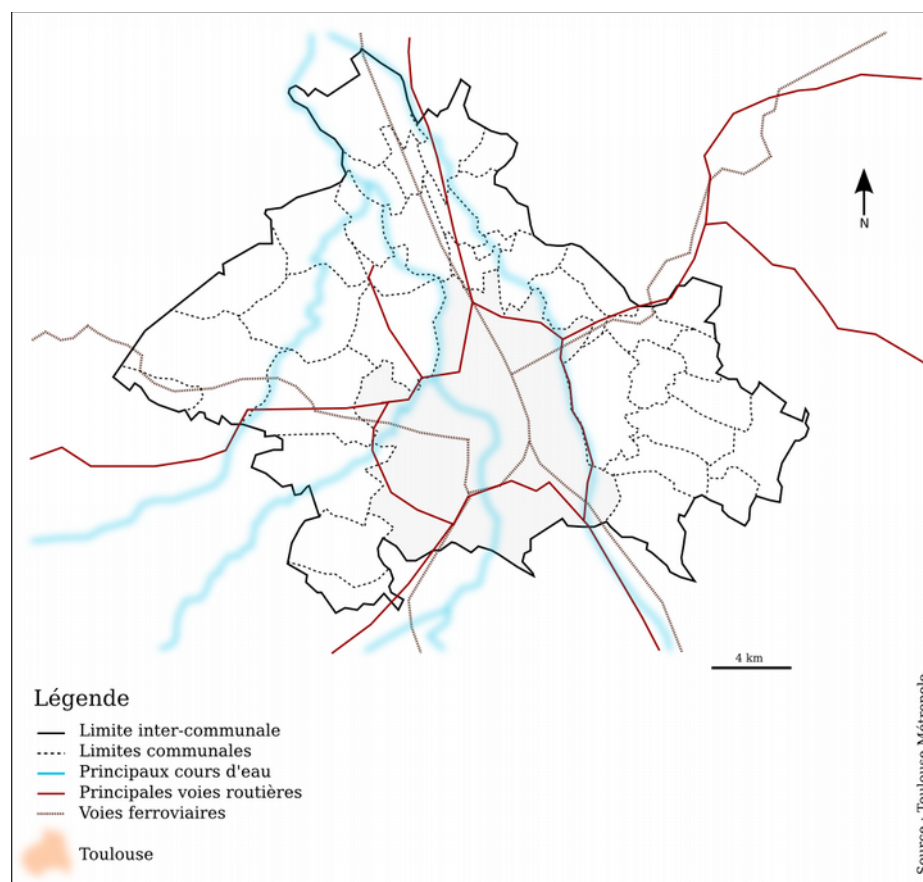 N
4 km
Légende
Limite inter-communale
Limites communales
Principaux cours d'eau
Principales voies routières
Voies ferroviaires
Toulouse
Source : Toulouse Métropole